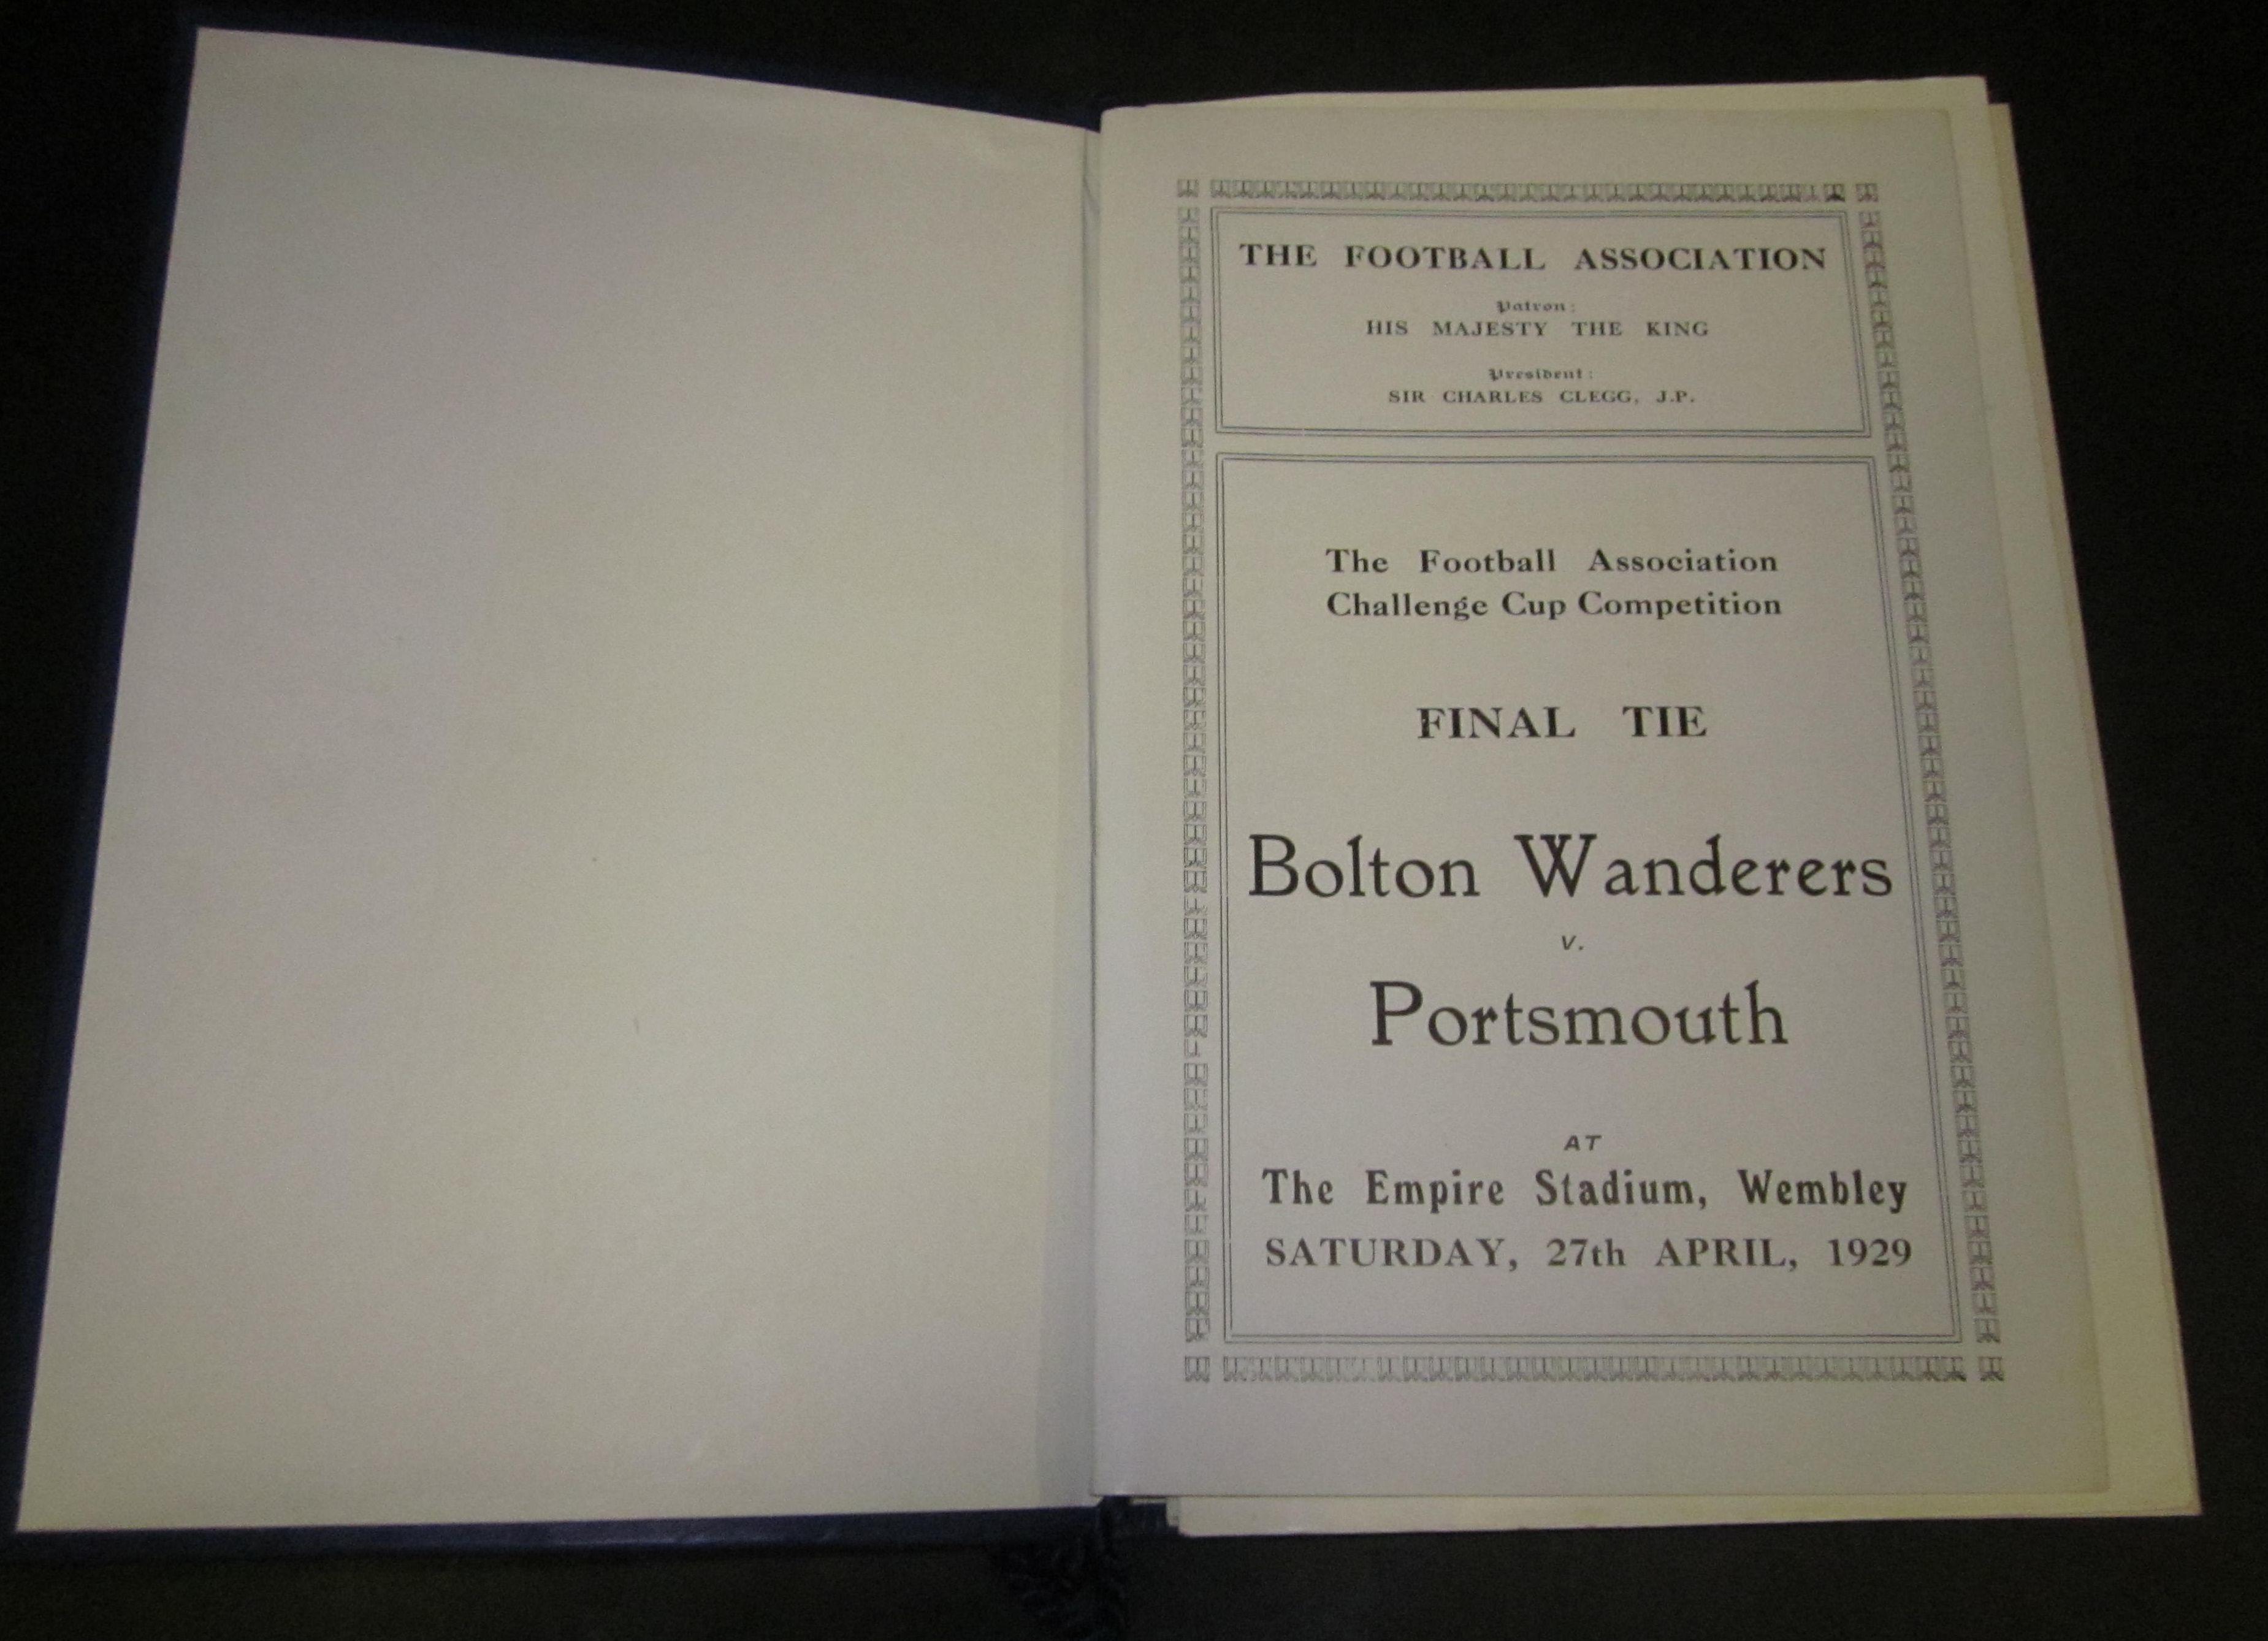 THE FOOTBALL ASSOCIATION
Patron:
HIS MAJESTY THE KING
President:
SIR CHARLES CLEGG, J.P.
The Football Association
Challenge Cup Competition
FINAL TIE
Bolton Wanderers
v.
Portsmouth
AT
The Empire Stadium, Wembley
SATURDAY, 27th APRIL, 1929